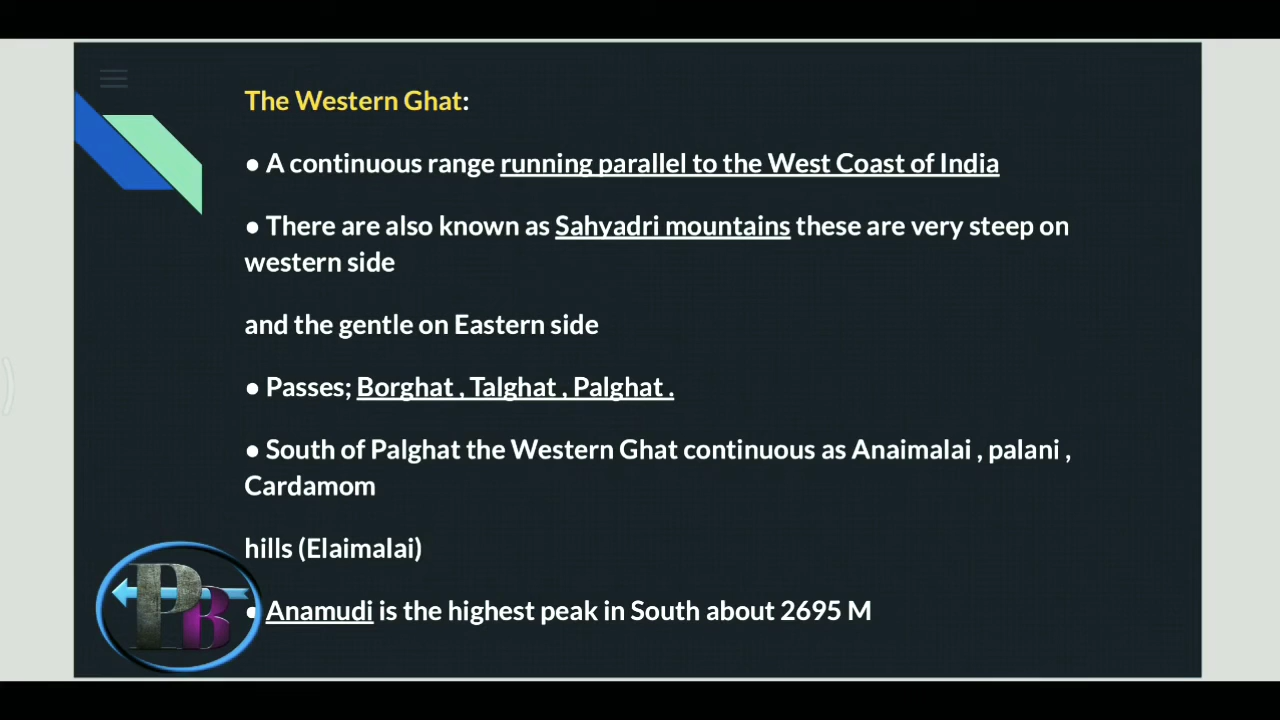 The Western Ghat:
● A continuous range running parallel to the West Coast of India
● There are also known as Sahyadri mountains these are very steep on
western side
and the gentle on Eastern side
● Passes; Borghat , Talghat , Palghat .
● South of Palghat the Western Ghat continuous as Anaimalai , palani ,
Cardamom
hills (Elaimalai)
● Anamudi is the highest peak in South about 2695 M
PB